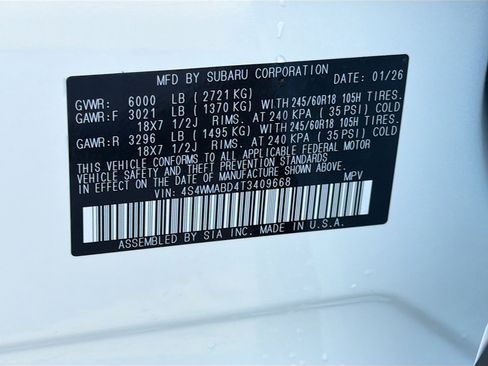 MFD BY SUBARU CORPORATION DATE: 01/26
GVWR: 6000 LB (2721 KG)
GAWR:F 3021 LB (1370 KG) WITH 245/60R18 105H TIRES.
18X7 1/2J RIMS. AT 240 KPA (35 PSI) COLD
GAWR:R 3296 LB (1495 KG) WITH 245/60R18 105H TIRES.
18X7 1/2J RIMS. AT 240 KPA (35 PSI) COLD
THIS VEHICLE CONFORMS TO ALL APPLICABLE FEDERAL MOTOR
VEHICLE SAFETY AND THEFT PREVENTION STANDARDS
IN EFFECT ON THE DATE OF MANUFACTURE SHOWN ABOVE.
VIN: 4S4WMABD4T3409668 MPV
ASSEMBLED BY SIA INC. MADE IN U.S.A.